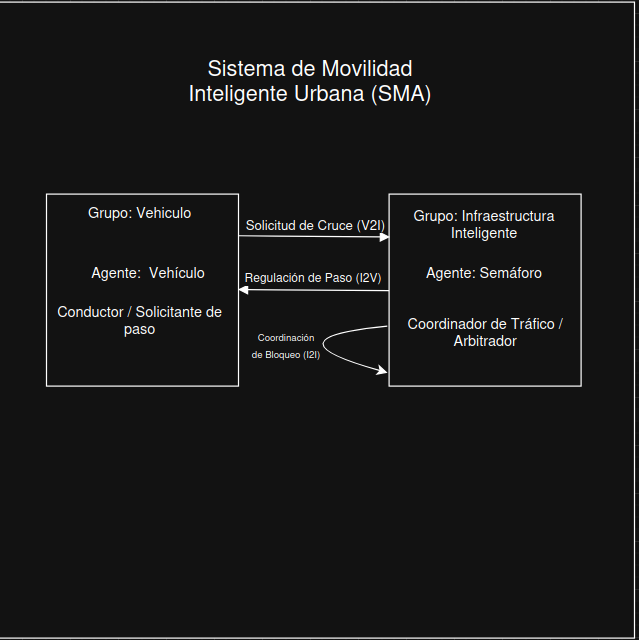 Sistema de Movilidad
Inteligente Urbana (SMA)
Grupo: Vehiculo
Agente:  Vehículo
Conductor / Solicitante de
paso
Solicitud de Cruce (V2I)
Regulación de Paso (I2V)
Coordinación
de Bloqueo (I2I)
Grupo: Infraestructura
Inteligente
Agente: Semáforo
Coordinador de Tráfico /
Arbitrador